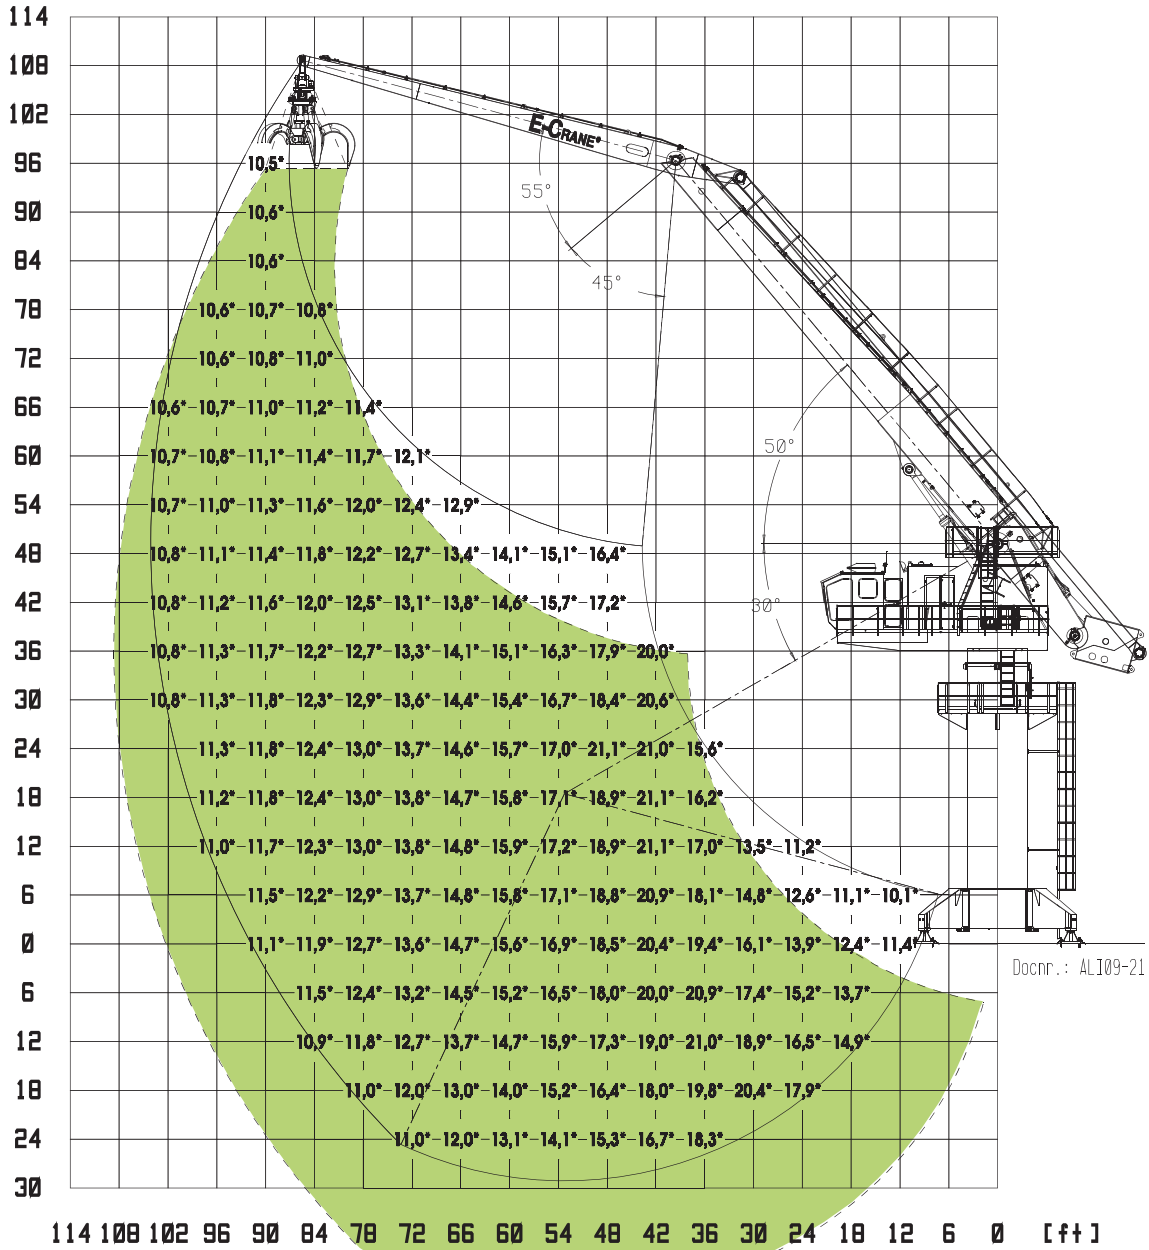 114
108
102
E-CRANE®
96 10,5*
55°
90 10,6*
84 10,6*
45°
78 10,6* 10,7* 10,8*
72 10,6* 10,8* 11,0*
66 10,6* 10,7* 11,0* 11,2* 11,4*
50°
60 10,7* 10,8* 11,1* 11,4* 11,7* 12,1*
54 10,7* 11,0* 11,3* 11,6* 12,0* 12,4* 12,9*
48 10,8* 11,1* 11,4* 11,8* 12,2* 12,7* 13,4* 14,1* 15,1* 16,4*
42 10,8* 11,2* 11,6* 12,0* 12,5* 13,1* 13,8* 14,6* 15,7* 17,2*
30°
36 10,8* 11,3* 11,7* 12,2* 12,7* 13,3* 14,1* 15,1* 16,3* 17,9* 20,0*
30 10,8* 11,3* 11,8* 12,3* 12,9* 13,6* 14,4* 15,4* 16,7* 18,4* 20,6*
24 11,3* 11,8* 12,4* 13,0* 13,7* 14,6* 15,7* 17,0* 21,1* 21,0* 15,6*
18 11,2* 11,8* 12,4* 13,0* 13,8* 14,7* 15,8* 17,1* 18,9* 21,1* 16,2*
12 11,0* 11,7* 12,3* 13,0* 13,8* 14,8* 15,9* 17,2* 18,9* 21,1* 17,0* 13,5* 11,2*
6 11,5* 12,2* 12,9* 13,7* 14,8* 15,8* 17,1* 18,8* 20,9* 18,1* 14,8* 12,6* 11,1* 10,1*
0 11,1* 11,9* 12,7* 13,6* 14,7* 15,6* 16,9* 18,5* 20,4* 19,4* 16,1* 13,9* 12,4* 11,4*
Docnr.: ALI09-21
6 11,5* 12,4* 13,2* 14,5* 15,2* 16,5* 18,0* 20,0* 20,9* 17,4* 15,2* 13,7*
12 10,9* 11,8* 12,7* 13,7* 14,7* 15,9* 17,3* 19,0* 21,0* 18,9* 16,5* 14,9*
18 11,0* 12,0* 13,0* 14,0* 15,2* 16,4* 18,0* 19,8* 20,4* 17,9*
24 11,0* 12,0* 13,1* 14,1* 15,3* 16,7* 18,3*
30
114 108 102 96 90 84 78 72 66 60 54 48 42 36 30 24 18 12 6 0 [ft]